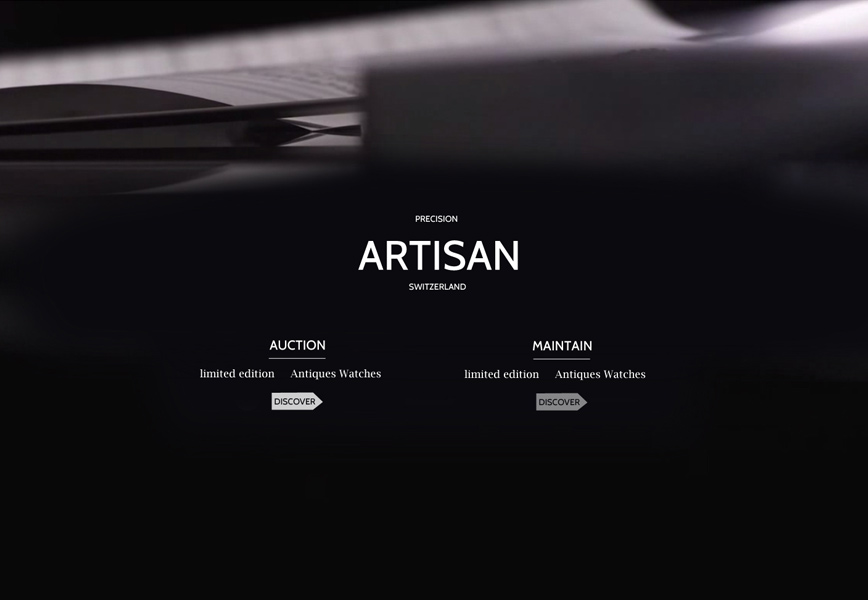 PRECISION
ARTISAN
SWITZERLAND
AUCTION
limited edition Antiques Watches
DISCOVER
MAINTAIN
limited edition Antiques Watches
DISCOVER